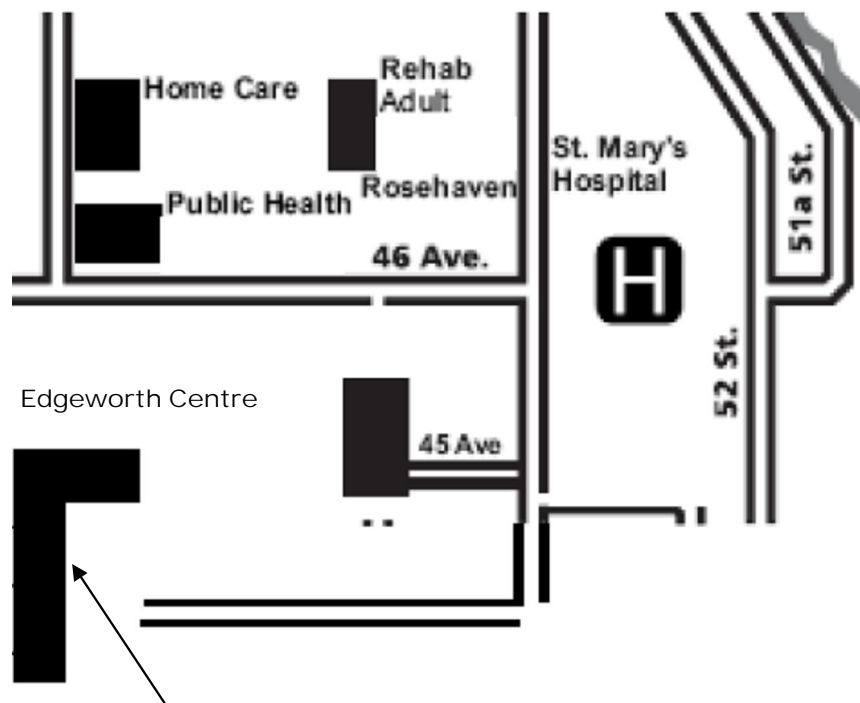 Home Care
Rehab
Adult
St. Mary's
Hospital
Rosehaven
Public Health
51a St.
46 Ave.
H
52 St.
Edgeworth Centre
45 Ave